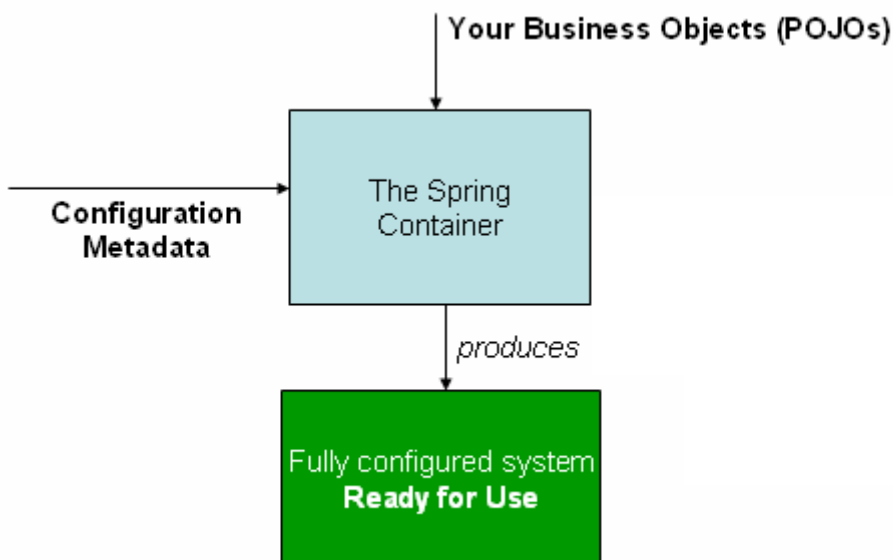 Your Business Objects (POJOs)
The Spring
Container
Configuration
Metadata
produces
Fully configured system
Ready for Use